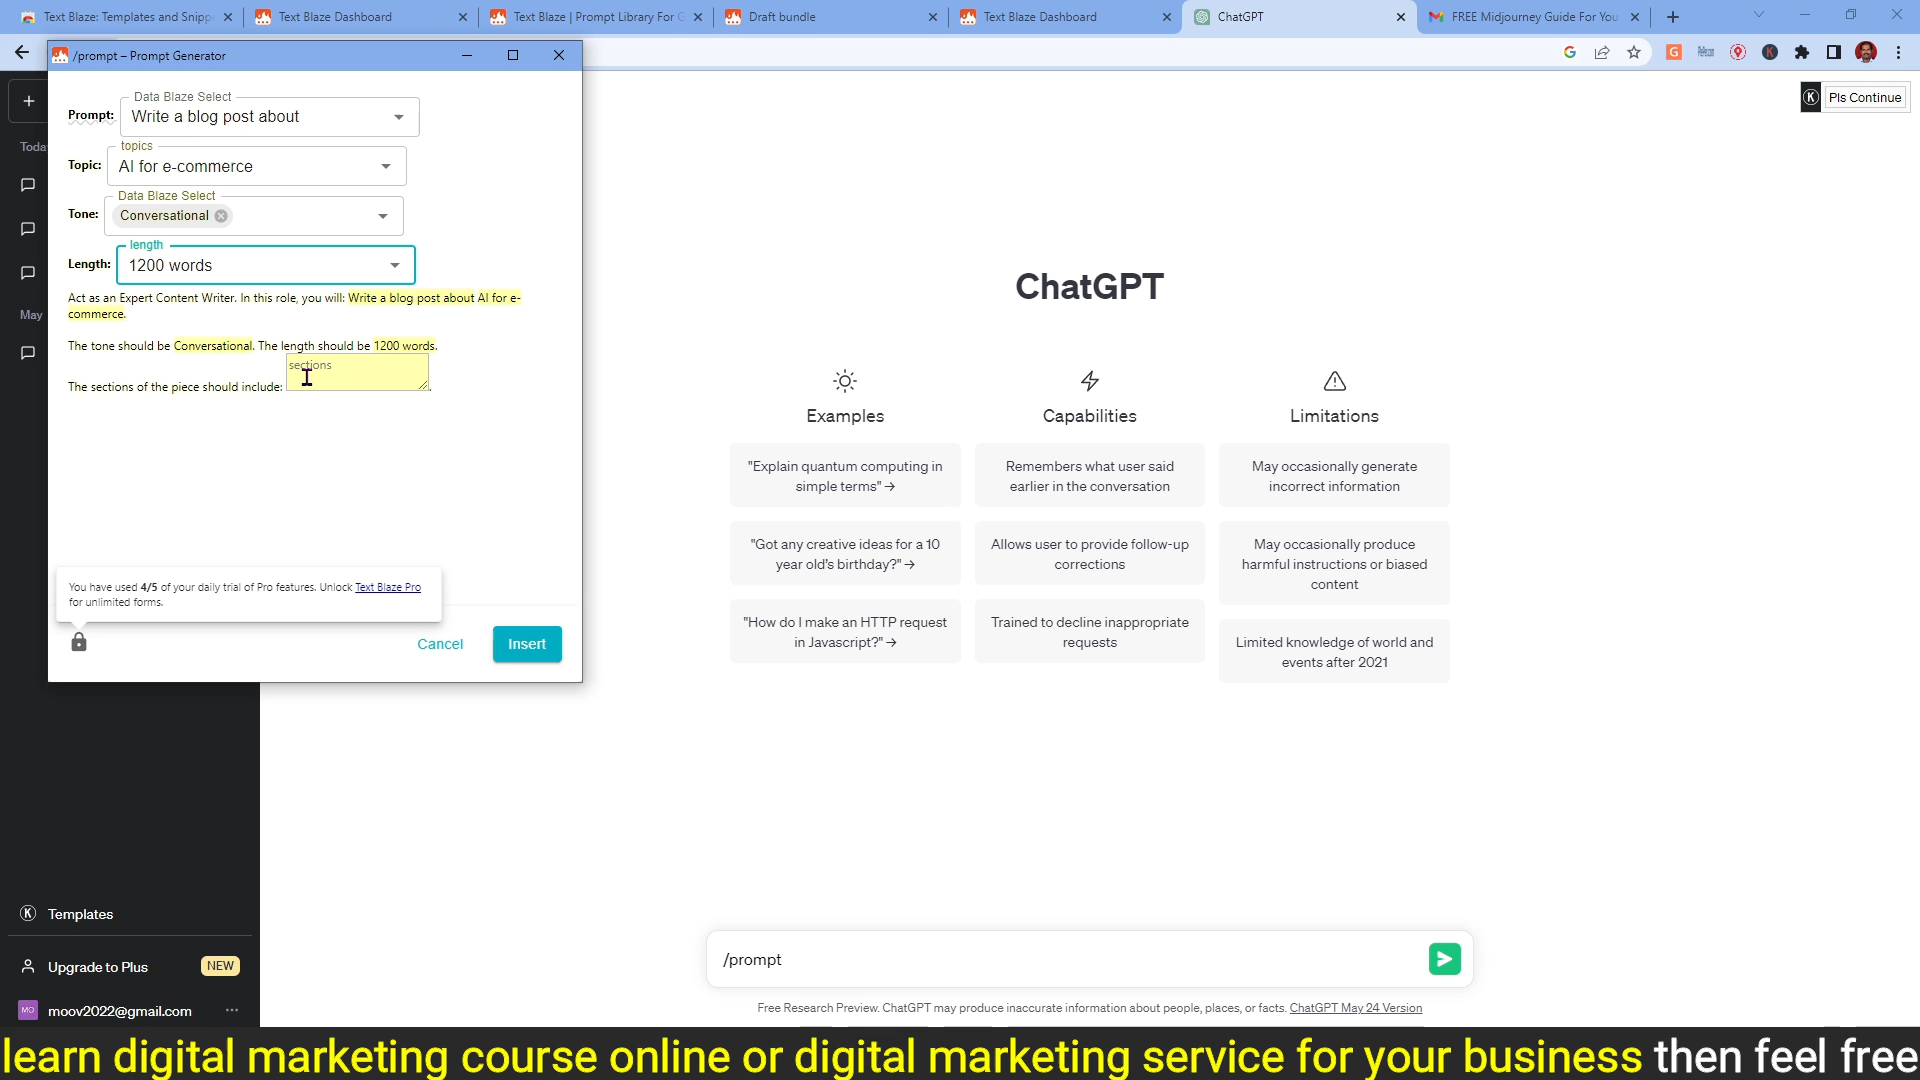 Text Blaze: Templates and Snipp
Text Blaze Dashboard
Text Blaze | Prompt Library For G
Draft bundle
Text Blaze Dashboard
ChatGPT
FREE Midjourney Guide For You
/prompt – Prompt Generator
Pls Continue
Data Blaze Select
Prompt: Write a blog post about
topics
Topic: AI for e-commerce
Data Blaze Select
Tone: Conversational
length
Length: 1200 words
Act as an Expert Content Writer. In this role, you will: Write a blog post about AI for e-
commerce.
The tone should be Conversational. The length should be 1200 words.
sections
The sections of the piece should include: .
You have used 4/5 of your daily trial of Pro features. Unlock Text Blaze Pro
for unlimited forms.
Cancel
Insert
Toda
May
Templates
Upgrade to Plus
NEW
MO
moov2022@gmail.com
ChatGPT
Examples
"Explain quantum computing in
simple terms" →
"Got any creative ideas for a 10
year old's birthday?" →
"How do I make an HTTP request
in Javascript?" →
Capabilities
Remembers what user said
earlier in the conversation
Allows user to provide follow-up
corrections
Trained to decline inappropriate
requests
Limitations
May occasionally generate
incorrect information
May occasionally produce
harmful instructions or biased
content
Limited knowledge of world and
events after 2021
/prompt
Free Research Preview. ChatGPT may produce inaccurate information about people, places, or facts. ChatGPT May 24 Version
learn digital marketing course online or digital marketing service for your business then feel free